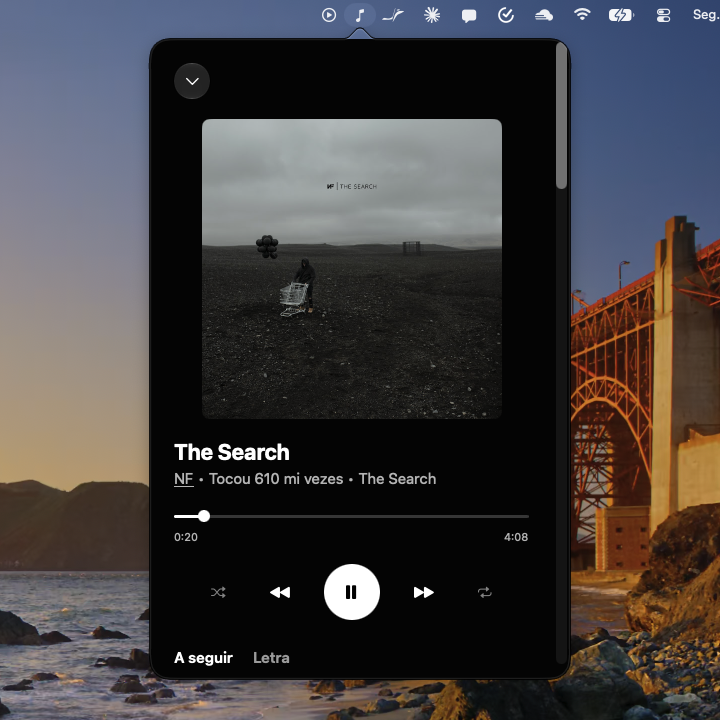 Seg.
NF | THE SEARCH
The Search
NF • Tocou 610 mi vezes • The Search
0:20
4:08
A seguir
Letra